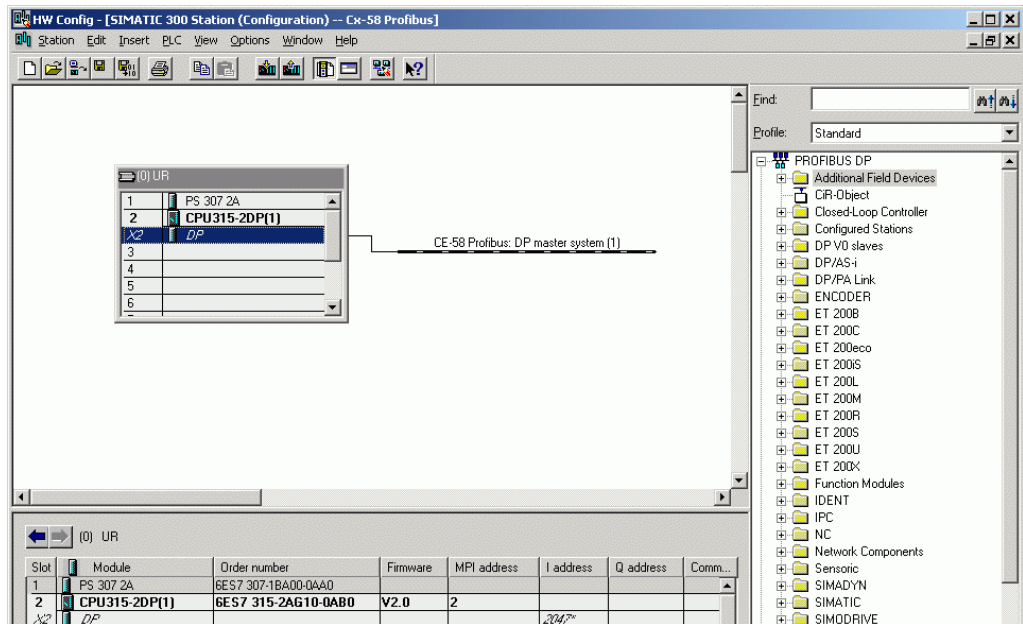 HW Config - [SIMATIC 300 Station (Configuration) -- Cx-58 Profibus]
Station Edit Insert PLC View Options Window Help
Find:
Profile: Standard
(0) UR
1 PS 307 2A
2 CPU315-2DP(1)
X2 DP
3
4
5
6
CE-58 Profibus: DP master system (1)
PROFIBUS DP
Additional Field Devices
CiR-Object
Closed-Loop Controller
Configured Stations
DP V0 slaves
DP/AS-i
DP/PA Link
ENCODER
ET 200B
ET 200C
ET 200eco
ET 200iS
ET 200L
ET 200M
ET 200R
ET 200S
ET 200U
ET 200X
Function Modules
IDENT
IPC
NC
Network Components
Sensoric
SIMADYN
SIMATIC
SIMODRIVE
(0) UR
Slot Module Order number Firmware MPI address I address Q address Comm...
1 PS 307 2A 6ES7 307-1BA00-0AA0
2 CPU315-2DP(1) 6ES7 315-2AG10-0AB0 V2.0 2
X2 DP 2047*